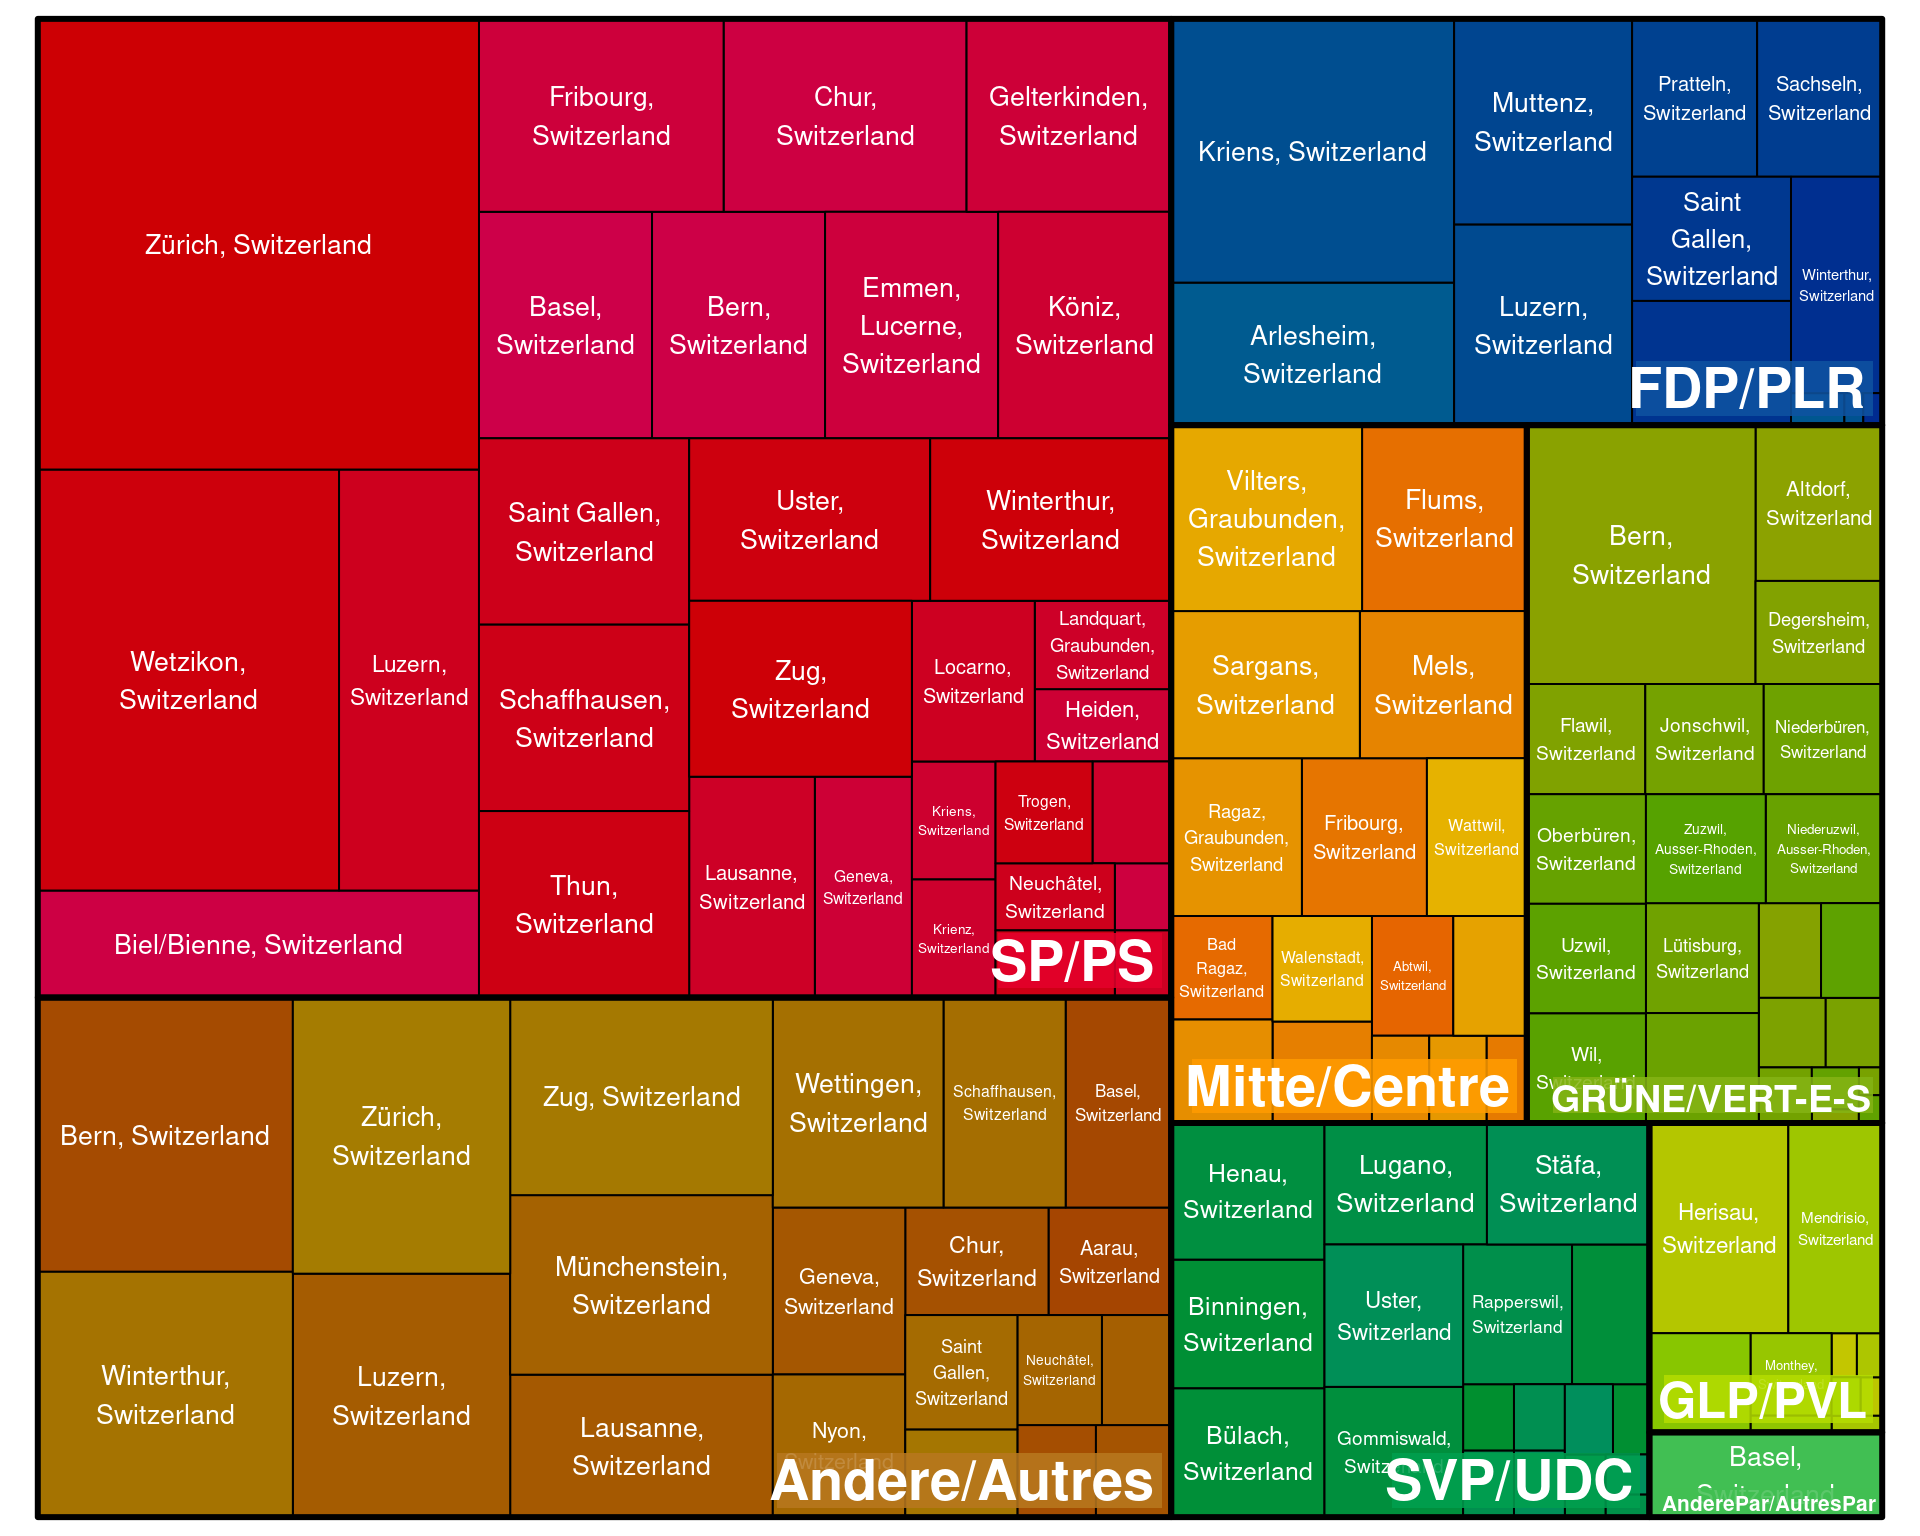 Zürich, Switzerland
Fribourg,
Switzerland
Chur,
Switzerland
Gelterkinden,
Switzerland
Basel,
Switzerland
Bern,
Switzerland
Emmen,
Lucerne,
Switzerland
Köniz,
Switzerland
Wetzikon,
Switzerland
Luzern,
Switzerland
Biel/Bienne, Switzerland
Saint Gallen,
Switzerland
Uster,
Switzerland
Winterthur,
Switzerland
Schaffhausen,
Switzerland
Zug,
Switzerland
Locarno,
Switzerland
Landquart,
Graubunden,
Switzerland
Heiden,
Switzerland
Thun,
Switzerland
Lausanne,
Switzerland
Geneva,
Switzerland
Kriens,
Switzerland
Trogen,
Switzerland
Krienz,
Switzerland
Neuchâtel,
Switzerland
SP/PS
Kriens, Switzerland
Muttenz,
Switzerland
Pratteln,
Switzerland
Sachseln,
Switzerland
Saint
Gallen,
Switzerland
Winterthur,
Switzerland
Arlesheim,
Switzerland
Luzern,
Switzerland
FDP/PLR
Vilters,
Graubunden,
Switzerland
Flums,
Switzerland
Sargans,
Switzerland
Mels,
Switzerland
Ragaz,
Graubunden,
Switzerland
Fribourg,
Switzerland
Wattwil,
Switzerland
Bad
Ragaz,
Switzerland
Walenstadt,
Switzerland
Abtwil,
Switzerland
Mitte/Centre
Bern,
Switzerland
Altdorf,
Switzerland
Degersheim,
Switzerland
Flawil,
Switzerland
Jonschwil,
Switzerland
Niederbüren,
Switzerland
Oberbüren,
Switzerland
Zuzwil,
Ausser-Rhoden,
Switzerland
Niederuzwil,
Ausser-Rhoden,
Switzerland
Uzwil,
Switzerland
Lütisburg,
Switzerland
Wil,
Switzerland
GRÜNE/VERT-E-S
Bern, Switzerland
Zürich,
Switzerland
Zug, Switzerland
Wettingen,
Switzerland
Schaffhausen,
Switzerland
Basel,
Switzerland
Winterthur,
Switzerland
Luzern,
Switzerland
Münchenstein,
Switzerland
Lausanne,
Switzerland
Geneva,
Switzerland
Chur,
Switzerland
Aarau,
Switzerland
Saint
Gallen,
Switzerland
Neuchâtel,
Switzerland
Nyon,
Switzerland
Andere/Autres
Henau,
Switzerland
Lugano,
Switzerland
Stäfa,
Switzerland
Binningen,
Switzerland
Uster,
Switzerland
Rapperswil,
Switzerland
Bülach,
Switzerland
Gommiswald,
Switzerland
SVP/UDC
Herisau,
Switzerland
Mendrisio,
Switzerland
Monthey,
GLP/PVL
Basel,
Switzerland
AnderePar/AutresPar